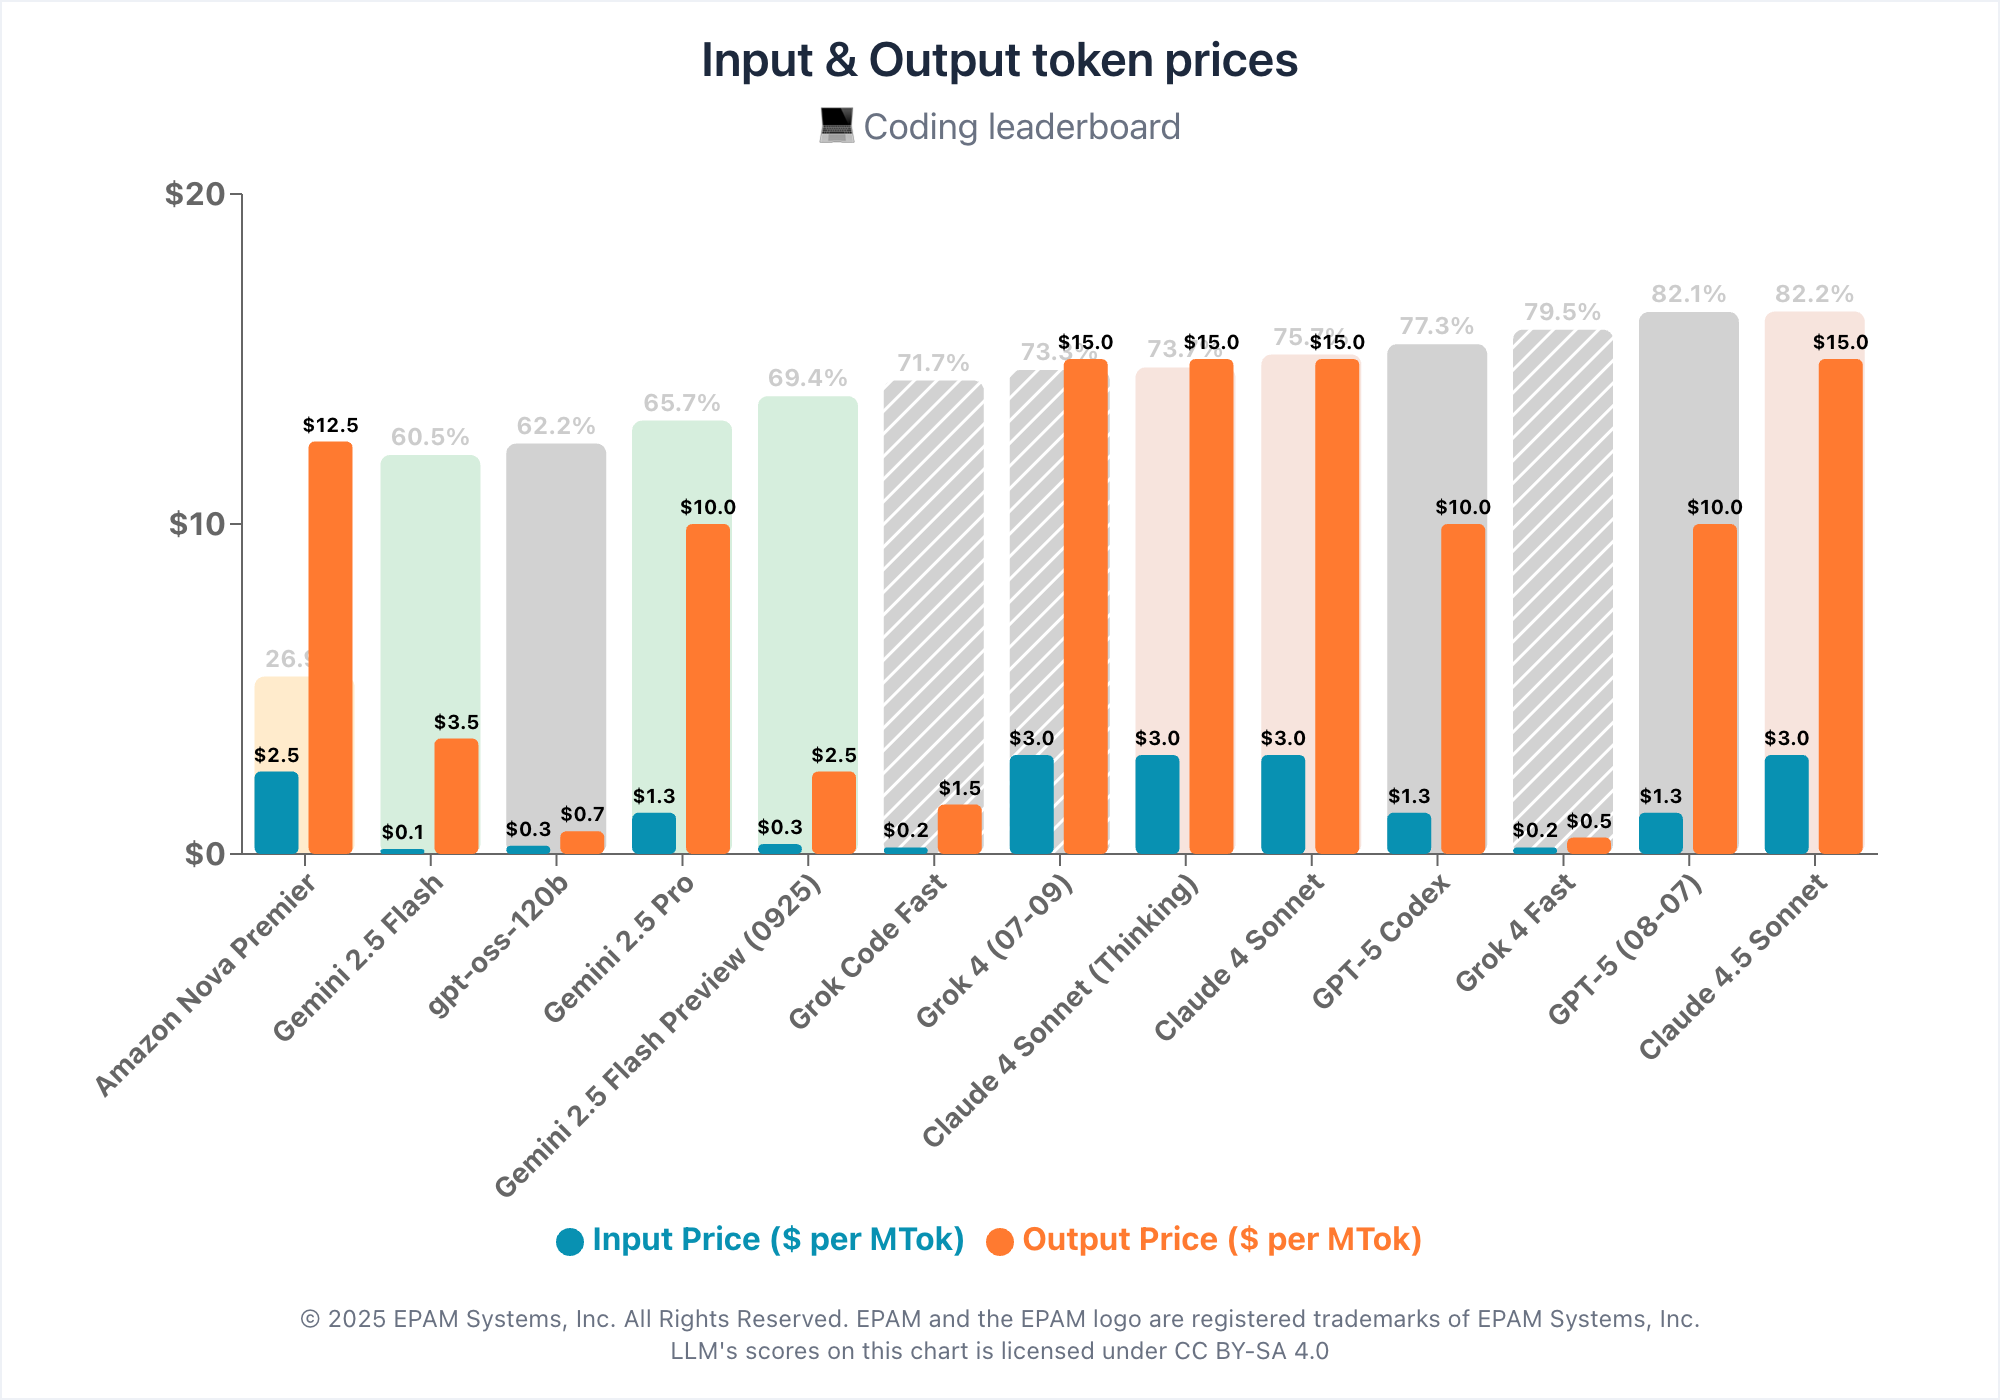 Input & Output token prices
💻 Coding leaderboard
$20
$10
$0
82.1% 82.2%
79.5%
77.3%
$15.0 $15.0 $15.0 $15.0
71.7%
69.4%
65.7%
$12.5
60.5% 62.2%
$10.0 $10.0 $10.0
$3.5
$3.0 $3.0 $3.0 $3.0
$2.5 $2.5
$1.3 $1.5 $1.3 $1.3
$0.1 $0.3 $0.7 $0.3 $0.2 $0.2 $0.5
Amazon Nova Premier
Gemini 2.5 Flash
gpt-oss-120b
Gemini 2.5 Pro
Gemini 2.5 Flash Preview (0925)
Grok Code Fast
Grok 4 (07-09)
Claude 4 Sonnet (Thinking)
Claude 4 Sonnet
GPT-5 Codex
Grok 4 Fast
GPT-5 (08-07)
Claude 4.5 Sonnet
Input Price ($ per MTok) Output Price ($ per MTok)
© 2025 EPAM Systems, Inc. All Rights Reserved. EPAM and the EPAM logo are registered trademarks of EPAM Systems, Inc.
LLM's scores on this chart is licensed under CC BY-SA 4.0